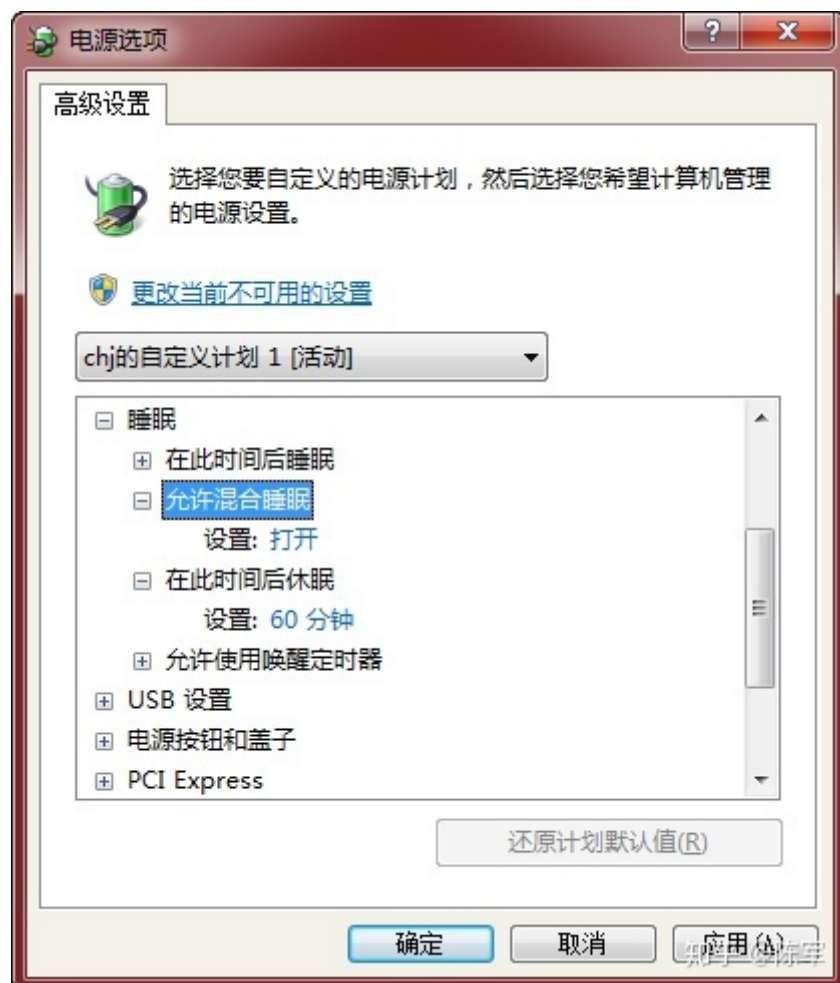 电源选项
高级设置
选择您要自定义的电源计划，然后选择您希望计算机管理
的电源设置。
更改当前不可用的设置
chj的自定义计划 1 [活动]
睡眠
在此时间后睡眠
允许混合睡眠
设置: 打开
在此时间后休眠
设置: 60 分钟
允许使用唤醒定时器
USB 设置
电源按钮和盖子
PCI Express
还原计划默认值(R)
确定 取消 应用(A)
知乎 @陈军